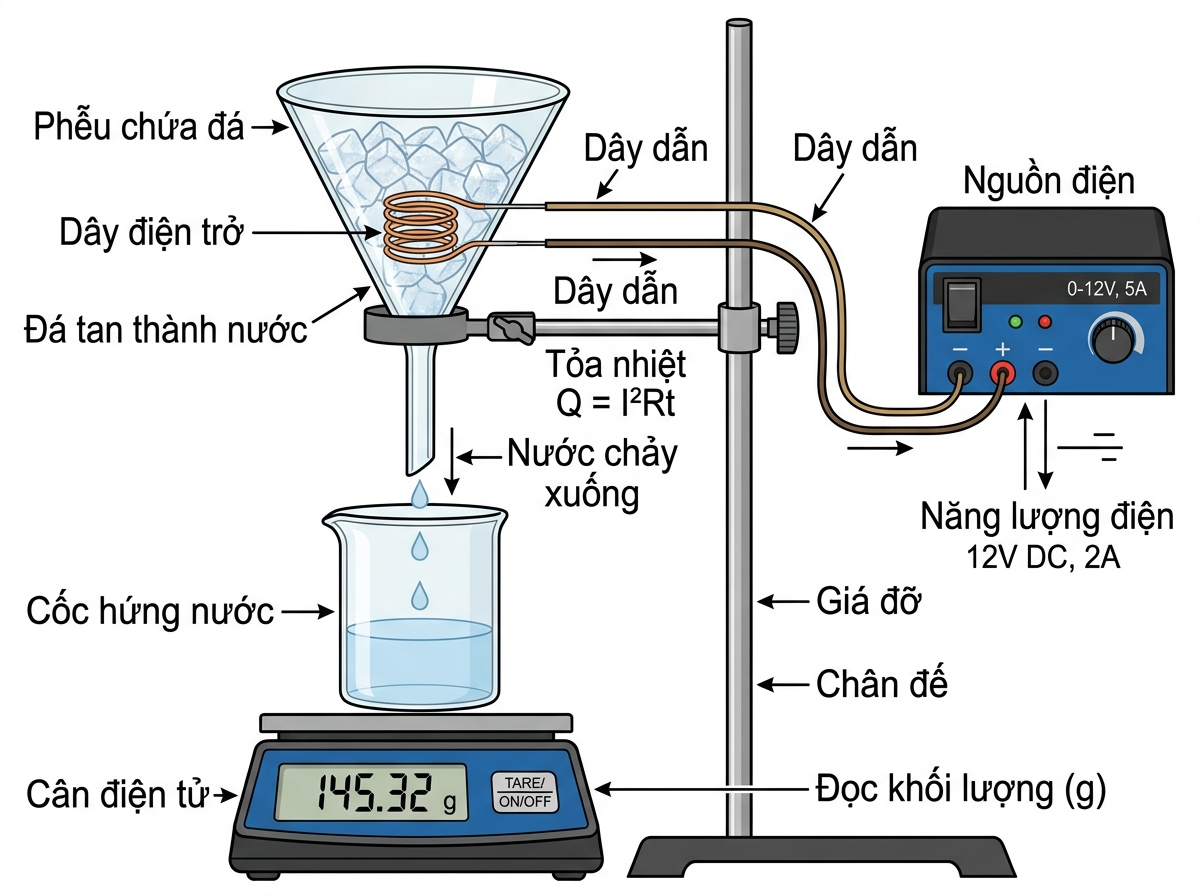 Phễu chứa đá
Dây dẫn
Dây dẫn
Nguồn điện
Dây điện trở
0-12V, 5A
Dây dẫn
Đá tan thành nước
− + −
Tỏa nhiệt
Q = I²Rt
Nước chảy
xuống
Năng lượng điện
12V DC, 2A
Cốc hứng nước
Giá đỡ
Chân đế
Cân điện tử
145.32 g
TARE/
ON/OFF
Đọc khối lượng (g)